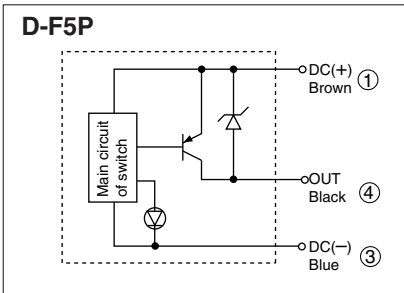 D-F5P
DC(+) ①
Brown
Main circuit
of switch
OUT
Black ④
DC(−)
Blue ③